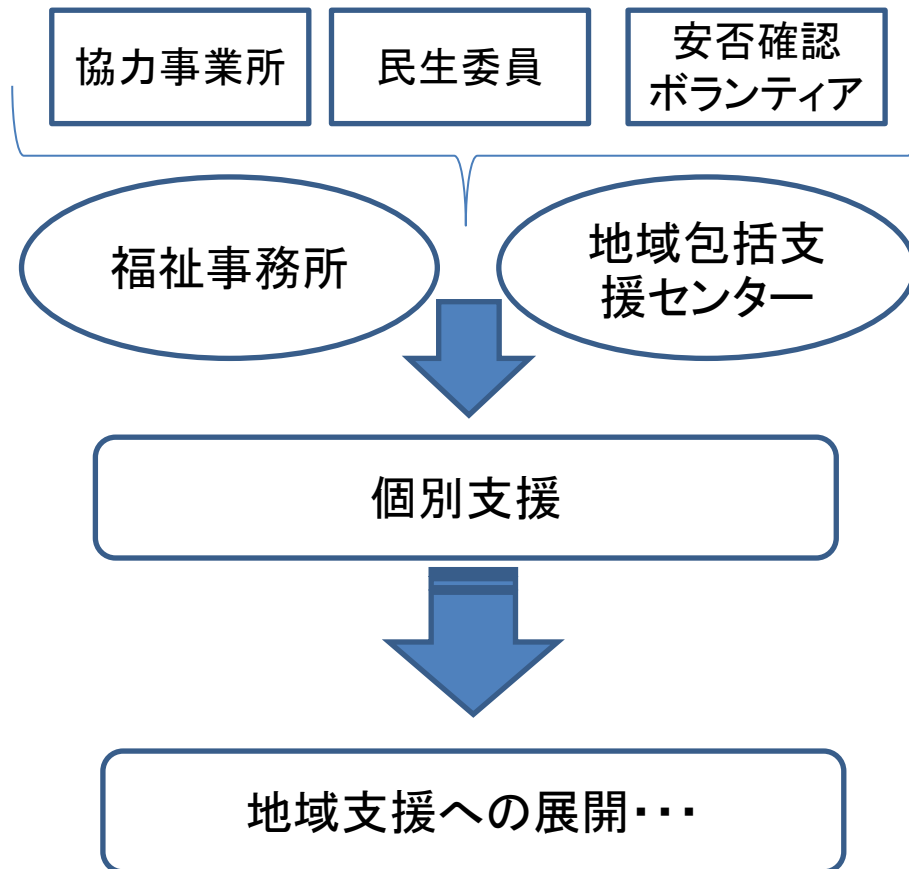 協力事業所
民生委員
安否確認
ボランティア
福祉事務所
地域包括支
援センター
個別支援
地域支援への展開・・・